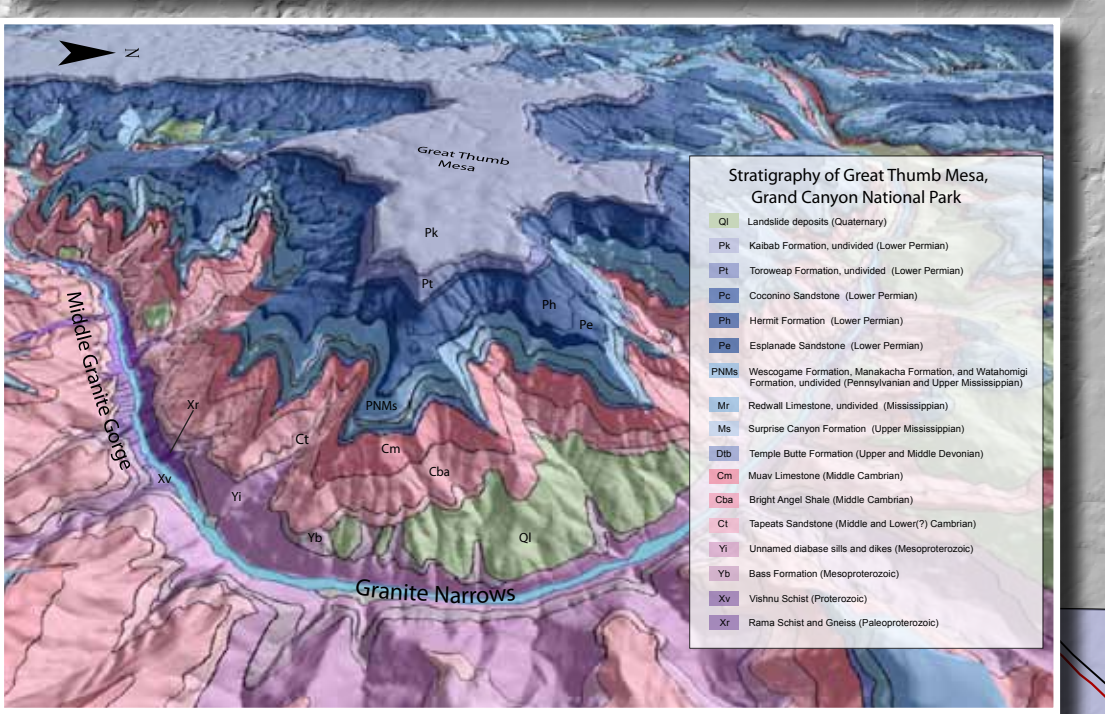 N
Great Thumb
Mesa
Pk
Pt
Ph
Pe
Middle Granite Gorge
Xr
PNMs
Ct
Cm
Cba
Xv
Yi
Yb
Ql
Granite Narrows
Stratigraphy of Great Thumb Mesa,
Grand Canyon National Park
Ql Landslide deposits (Quaternary)
Pk Kaibab Formation, undivided (Lower Permian)
Pt Toroweap Formation, undivided (Lower Permian)
Pc Coconino Sandstone (Lower Permian)
Ph Hermit Formation (Lower Permian)
Pe Esplanade Sandstone (Lower Permian)
PNMs Wescogame Formation, Manakacha Formation, and Watahomigi
Formation, undivided (Pennsylvanian and Upper Mississippian)
Mr Redwall Limestone, undivided (Mississippian)
Ms Surprise Canyon Formation (Upper Mississippian)
Dtb Temple Butte Formation (Upper and Middle Devonian)
Cm Muav Limestone (Middle Cambrian)
Cba Bright Angel Shale (Middle Cambrian)
Ct Tapeats Sandstone (Middle and Lower(?) Cambrian)
Yi Unnamed diabase sills and dikes (Mesoproterozoic)
Yb Bass Formation (Mesoproterozoic)
Xv Vishnu Schist (Proterozoic)
Xr Rama Schist and Gneiss (Paleoproterozoic)